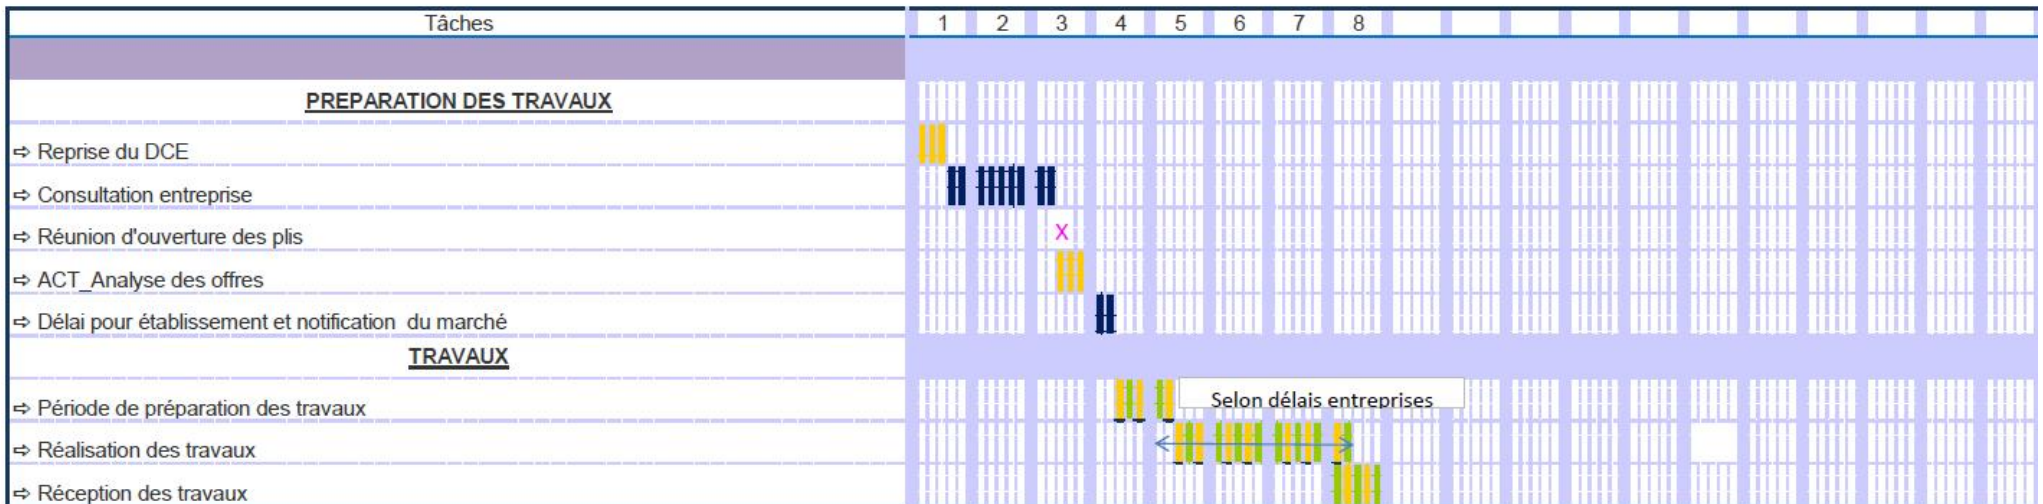 Tâches 1 2 3 4 5 6 7 8
PREPARATION DES TRAVAUX
⇨ Reprise du DCE
⇨ Consultation entreprise
⇨ Réunion d'ouverture des plis X
⇨ ACT_Analyse des offres
⇨ Délai pour établissement et notification du marché
TRAVAUX
⇨ Période de préparation des travaux Selon délais entreprises
⇨ Réalisation des travaux
⇨ Réception des travaux